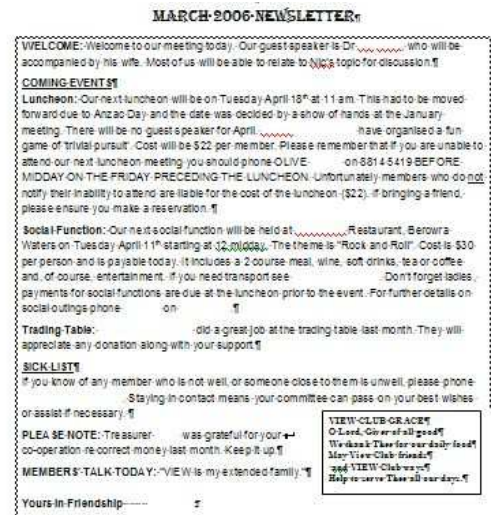 MARCH 2006 NEWSLETTER
WELCOME: Welcome to our meeting today. Our guest speaker is Dr who will be
accompanied by his wife. Most of us will be able to relate to Nic's topic for discussion.
COMING EVENTS
Luncheon: Our next luncheon will be on Tuesday April 18th at 11 am. This had to be moved
forward due to Anzac Day and the date was decided by a show of hands at the January
meeting. There will be no guest speaker for April. have organised a fun
game of 'trivial pursuit'. Cost will be $22 per member. Please remember that if you are unable to
attend our next luncheon meeting you should phone OLIVE on 8814 5419 BEFORE
MIDDAY ON THE FRIDAY PRECEDING THE LUNCHEON. Unfortunately members who do not
notify their inability to attend are liable for the cost of the luncheon ($22). If bringing a friend,
please ensure you make a reservation.
Social Function: Our next social function will be held at Restaurant, Berowra
Waters on Tuesday April 11th starting at 12 midday. The theme is "Rock and Roll". Cost is $30
per person and is payable today. It includes a 2 course meal, wine, soft drinks, tea or coffee
and, of course, entertainment. If you need transport see Don't forget ladies,
payments for social functions are due at the luncheon prior to the event. For further details on
social outings phone on
Trading Table: did a great job at the trading table last month. They will
appreciate any donation along with your support
SICK LIST
If you know of any member who is not well, or someone close to them is unwell, please phone
Staying in contact means your committee can pass on your best wishes
or assist if necessary.
PLEASE NOTE: Treasurer was grateful for your
co-operation re correct money last month. Keep it up.
MEMBERS' TALK TODAY: "VIEW is my extended family."
Yours in Friendship
VIEW CLUB GRACE
O Lord, Giver of all good
We thank Thee for our daily food
May View Club friends
and VIEW Club ways
Help to serve Thee all our days.